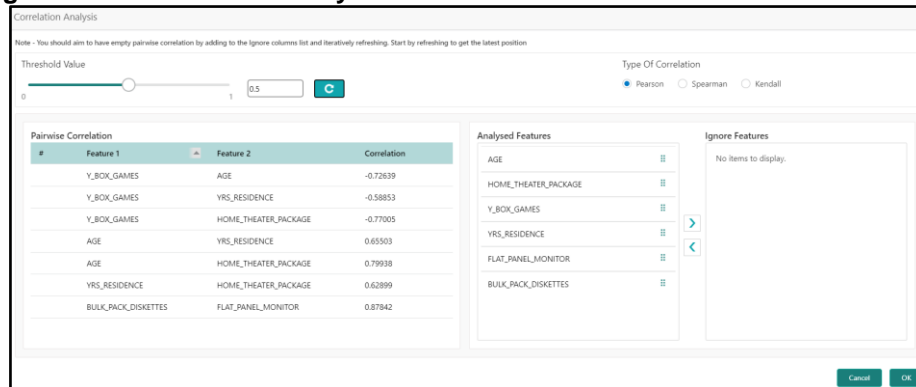 Correlation Analysis
Note - You should aim to have empty pairwise correlation by adding to the Ignore columns list and iteratively refreshing. Start by refreshing to get the latest position
Threshold Value
Type Of Correlation
0
1
0.5
Pearson
Spearman
Kendall
Pairwise Correlation
# Feature 1 Feature 2 Correlation
Y_BOX_GAMES AGE -0.72639
Y_BOX_GAMES YRS_RESIDENCE -0.58853
Y_BOX_GAMES HOME_THEATER_PACKAGE -0.77005
AGE YRS_RESIDENCE 0.65503
AGE HOME_THEATER_PACKAGE 0.79938
YRS_RESIDENCE HOME_THEATER_PACKAGE 0.62899
BULK_PACK_DISKETTES FLAT_PANEL_MONITOR 0.87842
Analysed Features
AGE
HOME_THEATER_PACKAGE
Y_BOX_GAMES
YRS_RESIDENCE
FLAT_PANEL_MONITOR
BULK_PACK_DISKETTES
Ignore Features
No items to display.
Cancel
OK